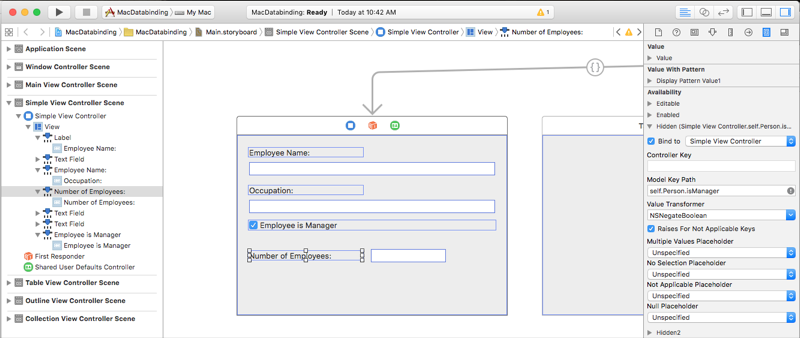 MacDatabinding
My Mac
MacDatabinding: Ready
Today at 10:42 AM
1
MacDatabinding
MacDatabinding
Main.storyboard
Simple View Controller Scene
Simple View Controller
View
Number of Employees:
Application Scene
Window Controller Scene
Main View Controller Scene
Simple View Controller Scene
Simple View Controller
View
Label
Employee Name:
Text Field
Employee Name:
Occupation:
Number of Employees:
Number of Employees:
Text Field
Text Field
Employee is Manager
Employee is Manager
First Responder
Shared User Defaults Controller
Table View Controller Scene
Outline View Controller Scene
Collection View Controller Scene
{}
Employee Name:
Occupation:
Employee is Manager
Number of Employees:
T
Value
Value
Value With Pattern
Display Pattern Value1
Availability
Editable
Enabled
Hidden (Simple View Controller.self.Person.is...
Bind to
Simple View Controller
Controller Key
Model Key Path
self.Person.isManager
Value Transformer
NSNegateBoolean
Raises For Not Applicable Keys
Multiple Values Placeholder
Unspecified
No Selection Placeholder
Unspecified
Not Applicable Placeholder
Unspecified
Null Placeholder
Unspecified
Hidden2